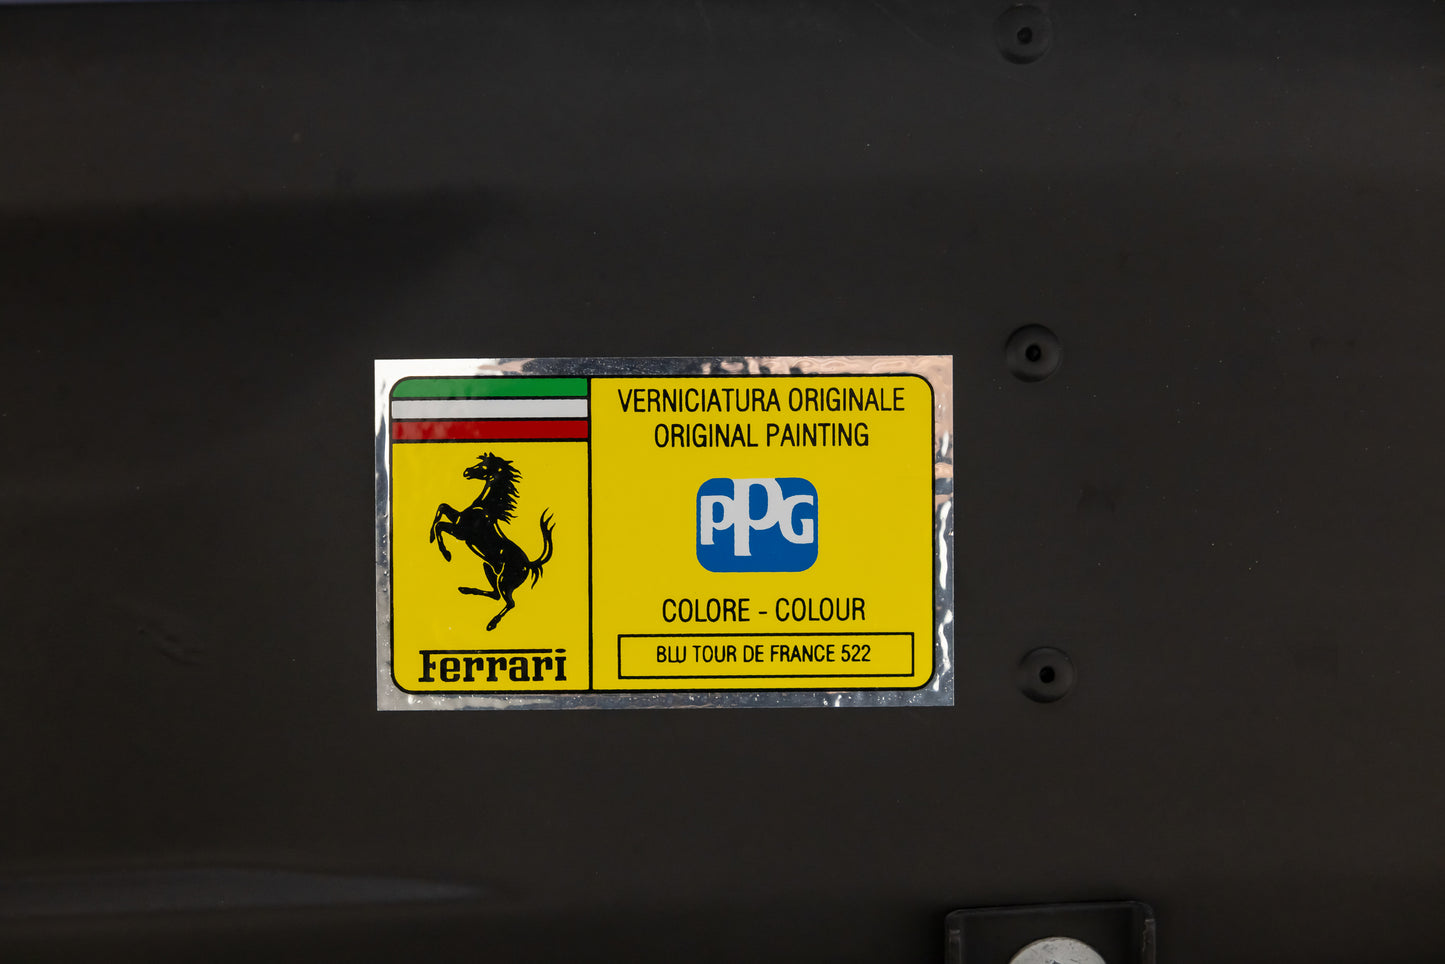 VERNICIATURA ORIGINALE
ORIGINAL PAINTING
PPG
COLORE - COLOUR
BLU TOUR DE FRANCE 522
Ferrari